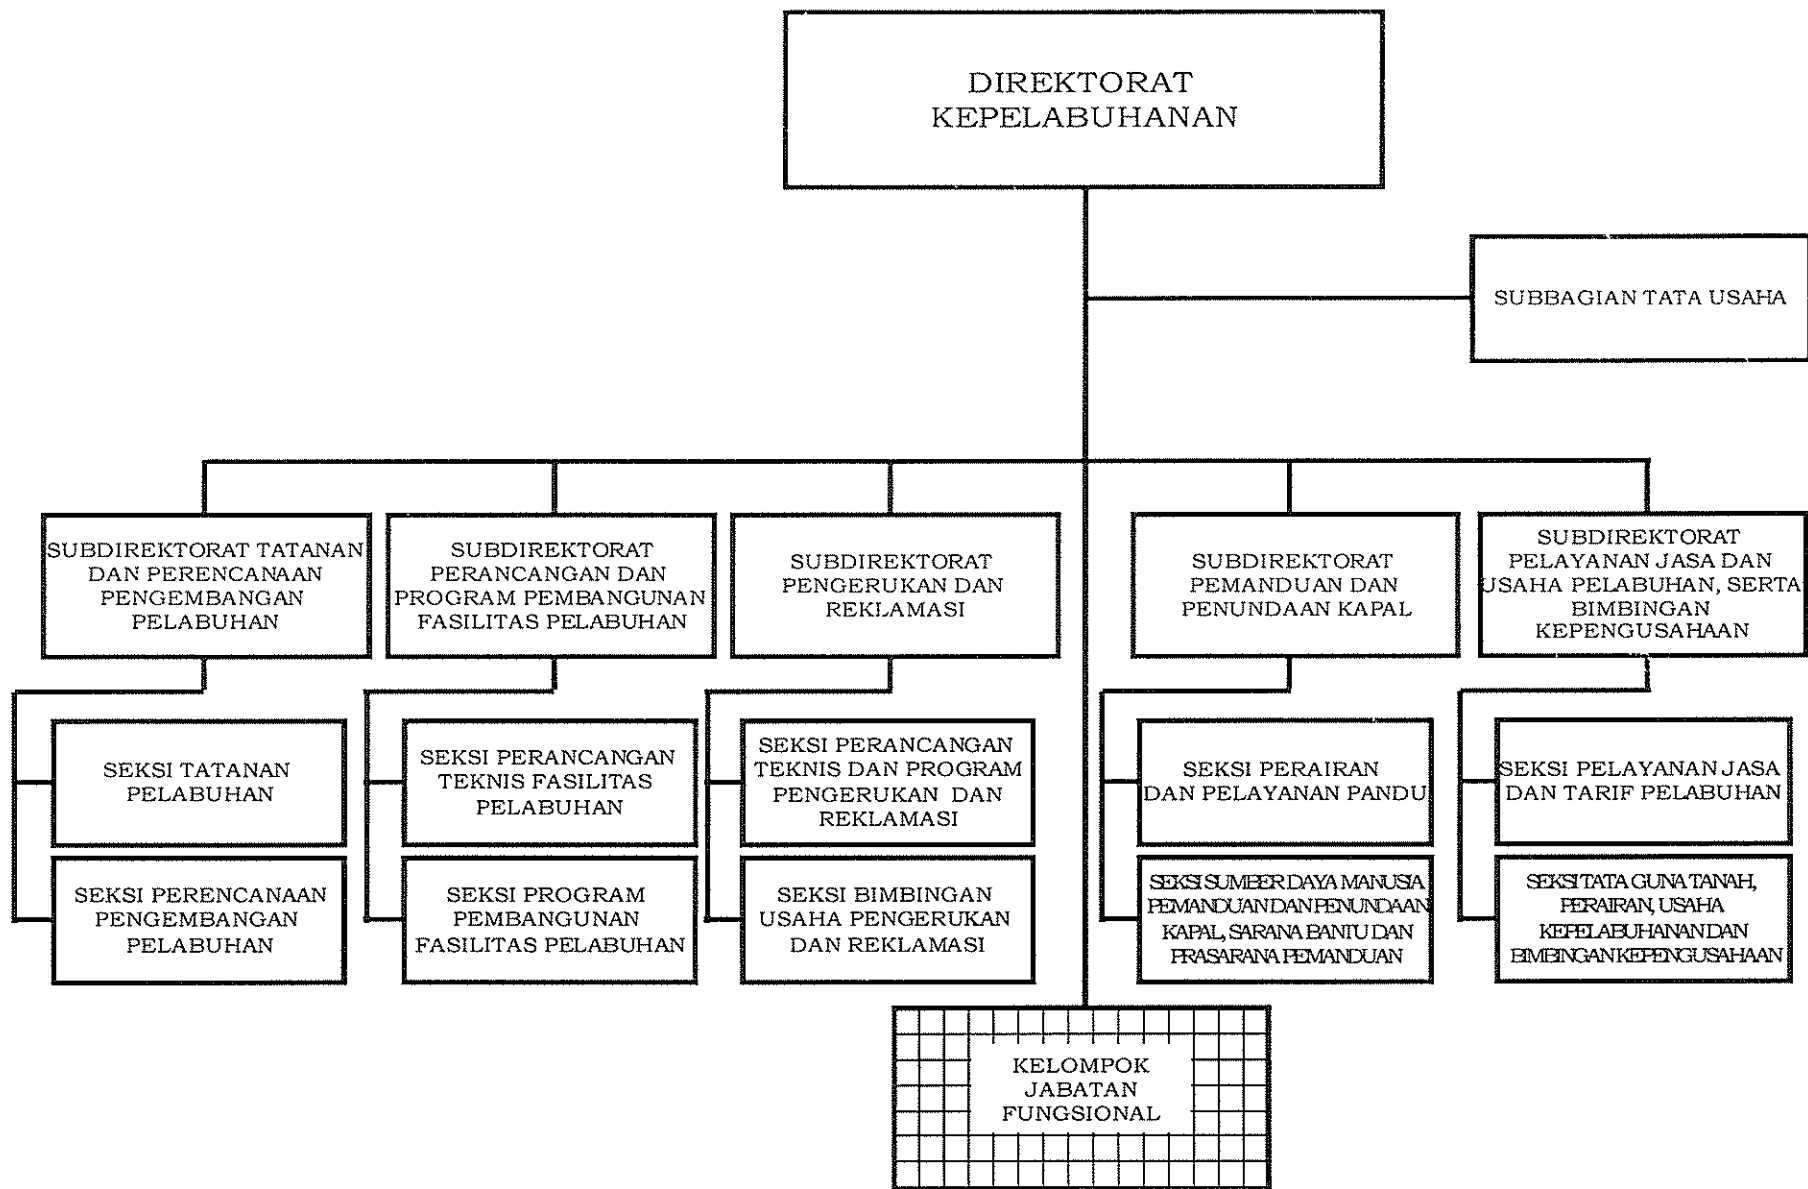 DIREKTORAT
KEPELABUHANAN
SUBBAGIAN TATA USAHA
SUBDIREKTORAT TATANAN
DAN PERENCANAAN
PENGEMBANGAN
PELABUHAN
SUBDIREKTORAT
PERANCANGAN DAN
PROGRAM PEMBANGUNAN
FASILITAS PELABUHAN
SUBDIREKTORAT
PENGERUKAN DAN
REKLAMASI
SUBDIREKTORAT
PEMANDUAN DAN
PENUNDAAN KAPAL
SUBDIREKTORAT
PELAYANAN JASA DAN
USAHA PELABUHAN, SERTA
BIMBINGAN
KEPENGUSAHAAN
SEKSI TATANAN
PELABUHAN
SEKSI PERANCANGAN
TEKNIS FASILITAS
PELABUHAN
SEKSI PERANCANGAN
TEKNIS DAN PROGRAM
PENGERUKAN DAN
REKLAMASI
SEKSI PERAIRAN
DAN PELAYANAN PANDU
SEKSI PELAYANAN JASA
DAN TARIF PELABUHAN
SEKSI PERENCANAAN
PENGEMBANGAN
PELABUHAN
SEKSI PROGRAM
PEMBANGUNAN
FASILITAS PELABUHAN
SEKSI BIMBINGAN
USAHA PENGERUKAN
DAN REKLAMASI
SEKSI SUMBER DAYA MANUSIA
PEMANDUAN DAN PENUNDAAN
KAPAL, SARANA BANTU DAN
PRASARANA PEMANDUAN
SEKSI TATA GUNA TANAH,
PERAIRAN, USAHA
KEPELABUHANAN DAN
BIMBINGAN KEPENGUSAHAAN
KELOMPOK
JABATAN
FUNGSIONAL